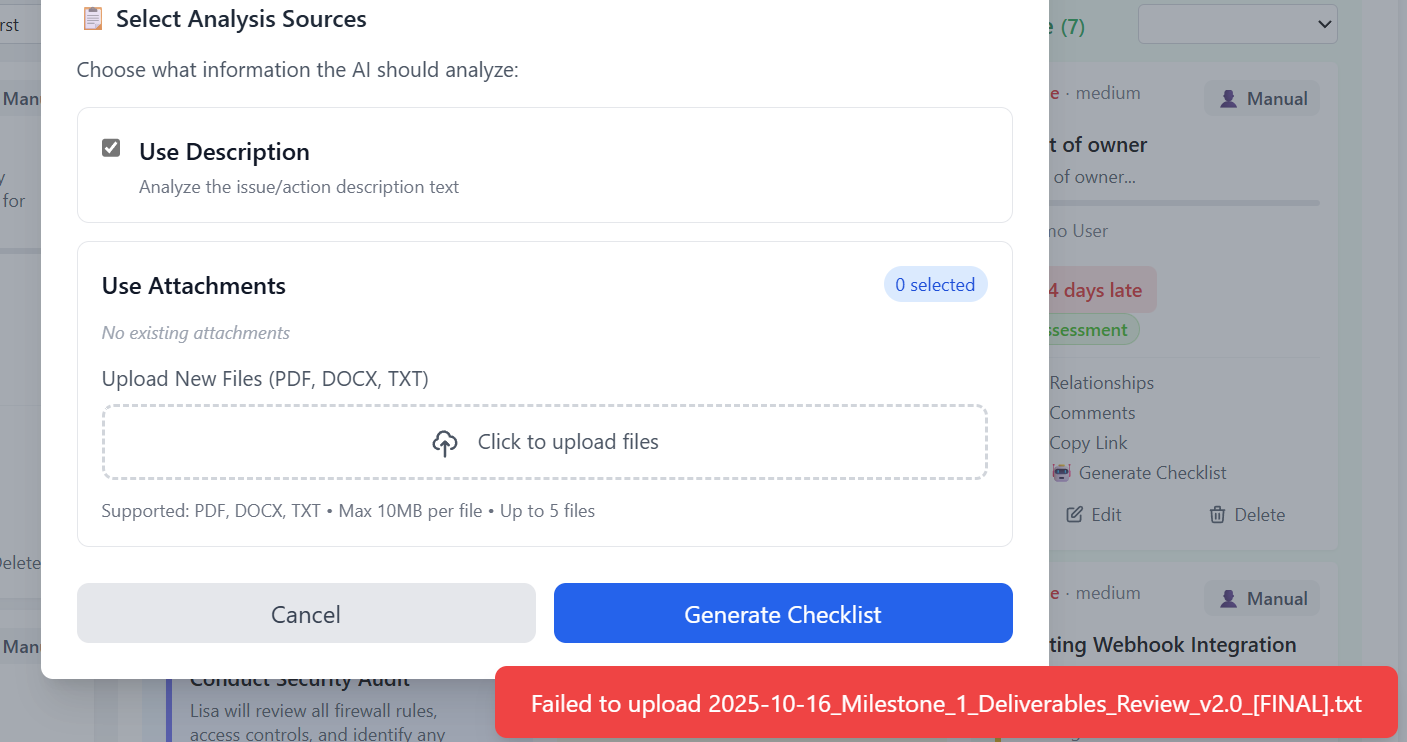 rst
Select Analysis Sources
Choose what information the AI should analyze:
Use Description
Analyze the issue/action description text
Use Attachments
0 selected
No existing attachments
Upload New Files (PDF, DOCX, TXT)
Click to upload files
Supported: PDF, DOCX, TXT • Max 10MB per file • Up to 5 files
Cancel
Generate Checklist
Failed to upload 2025-10-16_Milestone_1_Deliverables_Review_v2.0_[FINAL].txt
Manu
y
for
Delete
Manu
Conduct Security Audit
Lisa will review all firewall rules,
access controls, and identify any
e (7)
e · medium
Manual
t of owner
of owner...
mo User
4 days late
ssessment
Relationships
Comments
Copy Link
Generate Checklist
Edit
Delete
e · medium
Manual
ting Webhook Integration